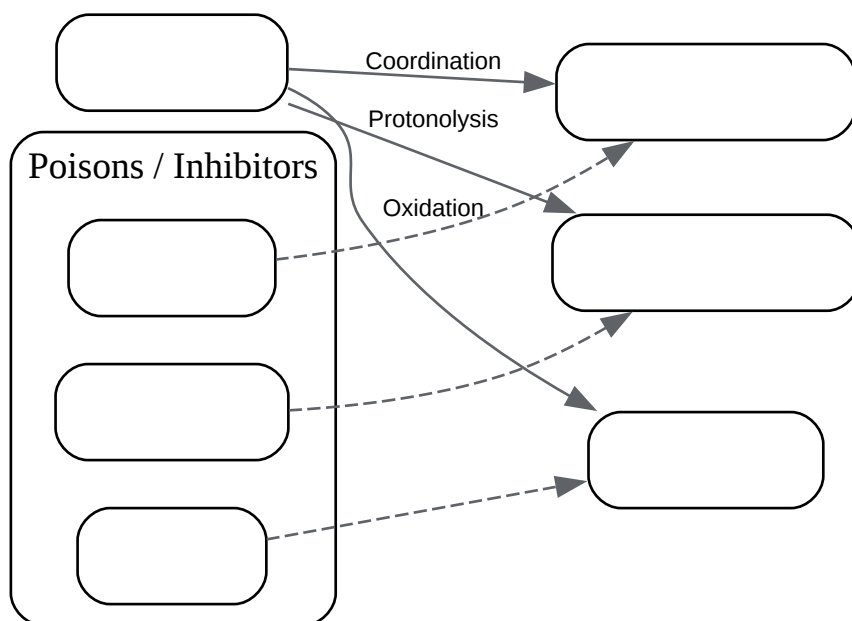 Coordination
Protonolysis
Poisons / Inhibitors
Oxidation